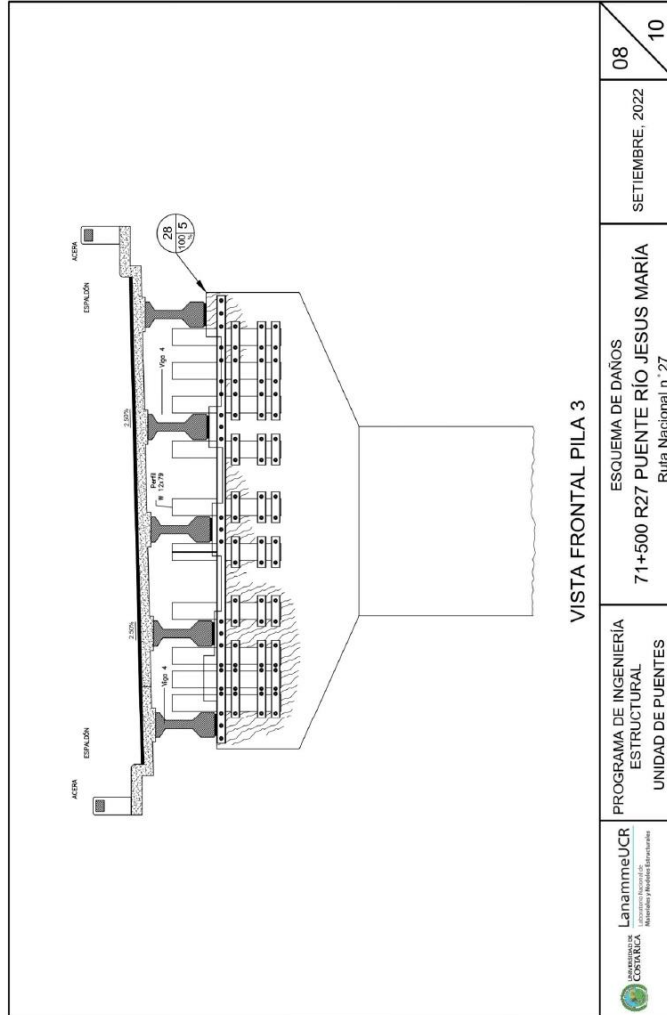 ACERA
ESPALDÓN
2.50%
2.50%
ESPALDÓN
ACERA
Viga 4
Perfil
W 12x79
Viga 4
28
100 5
VISTA FRONTAL PILA 3
UNIVERSIDAD DE
COSTA RICA
LanammeUCR
Laboratorio Nacional de
Materiales y Modelos Estructurales
PROGRAMA DE INGENIERÍA
ESTRUCTURAL
UNIDAD DE PUENTES
ESQUEMA DE DAÑOS
71+500 R27 PUENTE RÍO JESUS MARÍA
Ruta Nacional n°27
SETIEMBRE, 2022
08
10